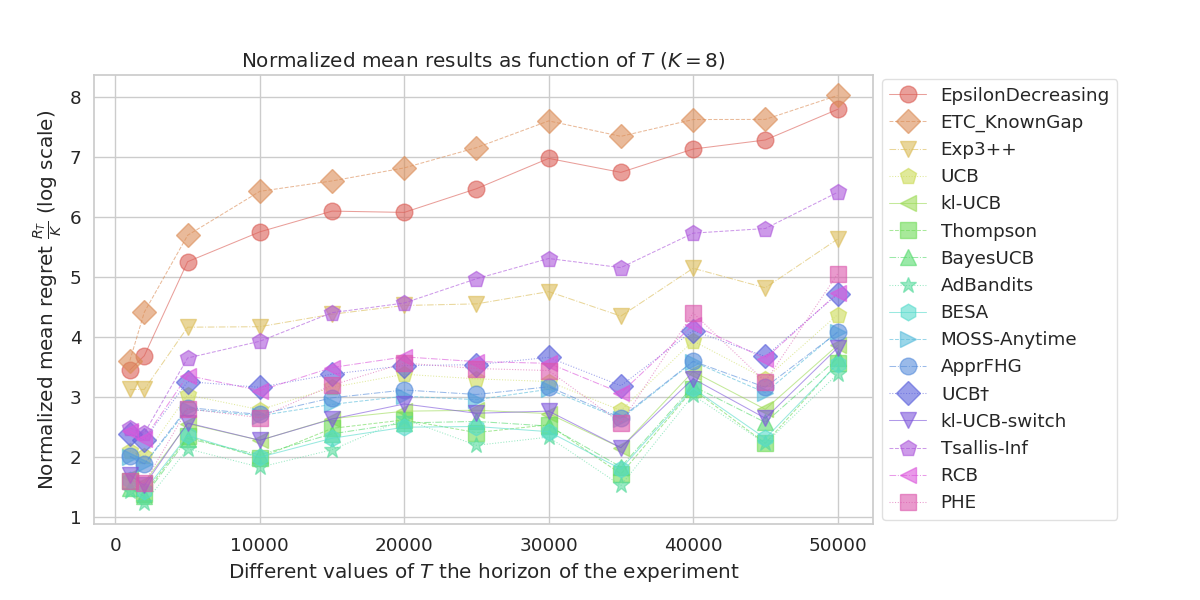 Normalized mean results as function of T (K = 8)
Normalized mean regret R_T/K (log scale)
8
7
6
5
4
3
2
1
0
10000
20000
30000
40000
50000
Different values of T the horizon of the experiment
EpsilonDecreasing
ETC_KnownGap
Exp3++
UCB
kl-UCB
Thompson
BayesUCB
AdBandits
BESA
MOSS-Anytime
ApprFHG
UCB†
kl-UCB-switch
Tsallis-Inf
RCB
PHE